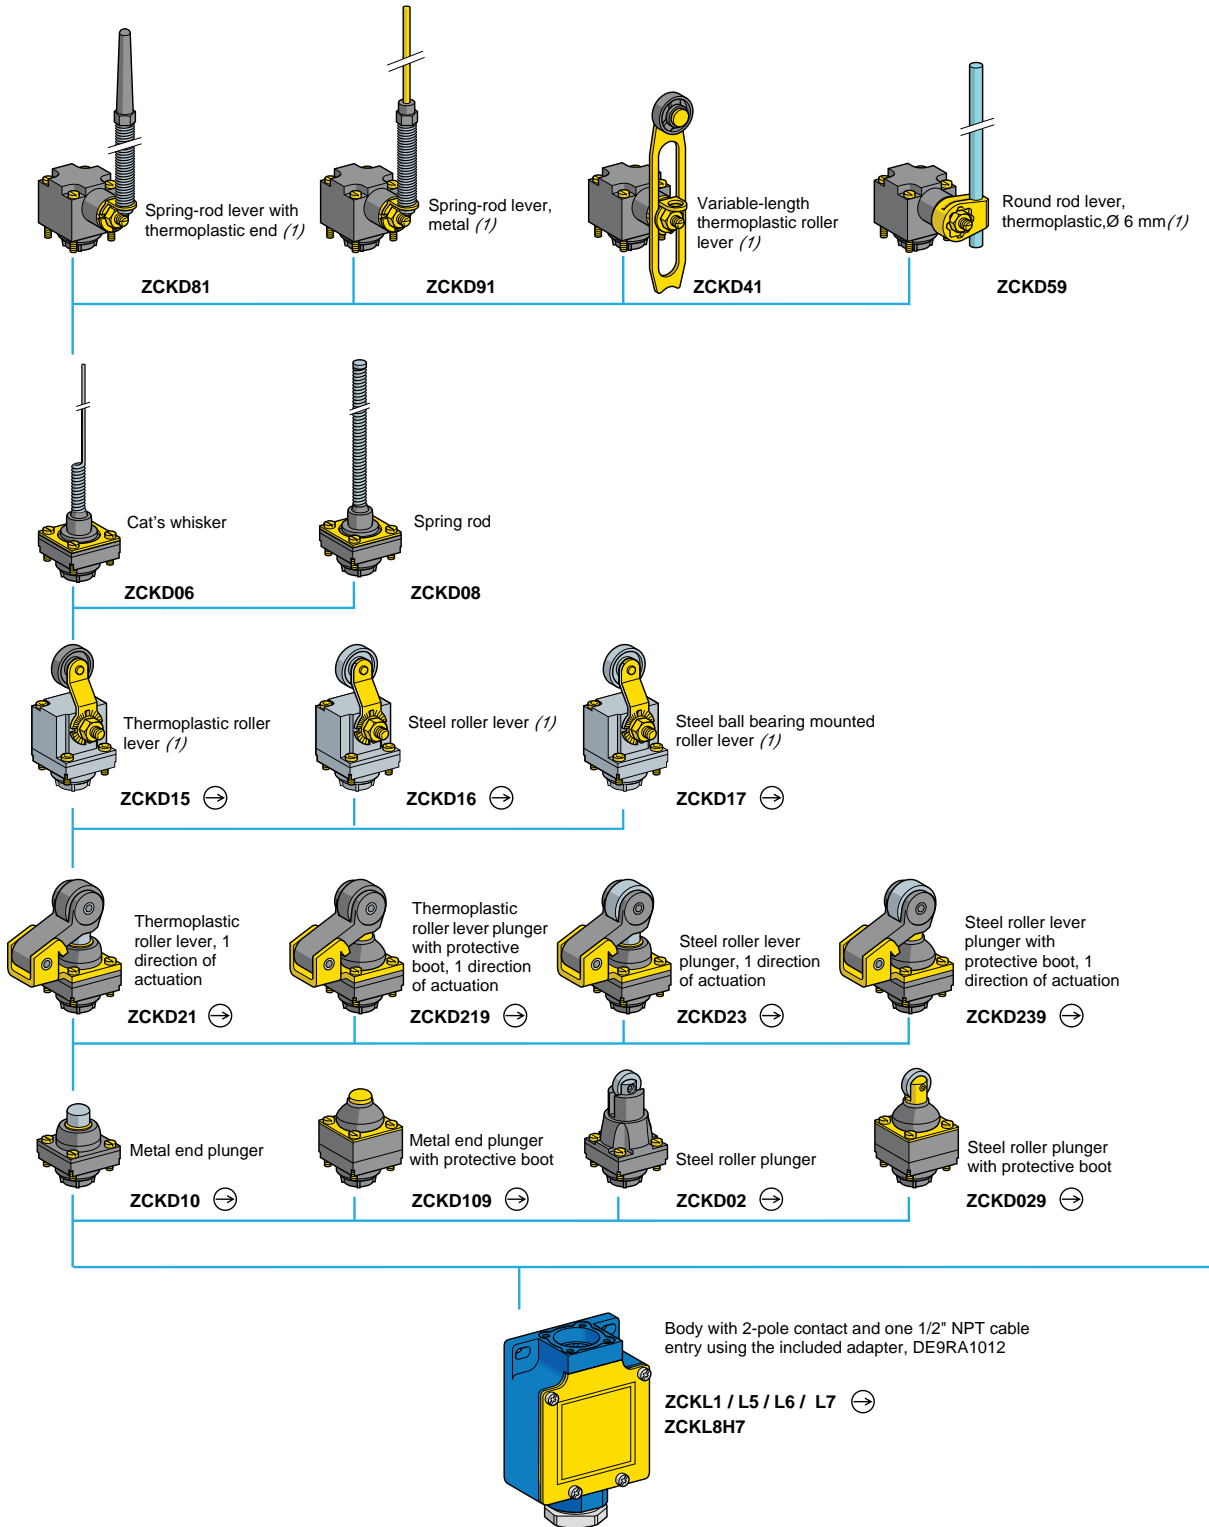 Spring-rod lever with
thermoplastic end (1)
ZCKD81
Spring-rod lever,
metal (1)
ZCKD91
Variable-length
thermoplastic roller
lever (1)
ZCKD41
Round rod lever,
thermoplastic,Ø 6 mm(1)
ZCKD59
Cat's whisker
ZCKD06
Spring rod
ZCKD08
Thermoplastic roller
lever (1)
ZCKD15
Steel roller lever (1)
ZCKD16
Steel ball bearing mounted
roller lever (1)
ZCKD17
Thermoplastic
roller lever, 1
direction of
actuation
ZCKD21
Thermoplastic
roller lever plunger
with protective
boot, 1 direction
of actuation
ZCKD219
Steel roller lever
plunger, 1 direction
of actuation
ZCKD23
Steel roller lever
plunger with
protective boot, 1
direction of actuation
ZCKD239
Metal end plunger
ZCKD10
Metal end plunger
with protective boot
ZCKD109
Steel roller plunger
ZCKD02
Steel roller plunger
with protective boot
ZCKD029
Body with 2-pole contact and one 1/2" NPT cable
entry using the included adapter, DE9RA1012
ZCKL1 / L5 / L6 / L7
ZCKL8H7